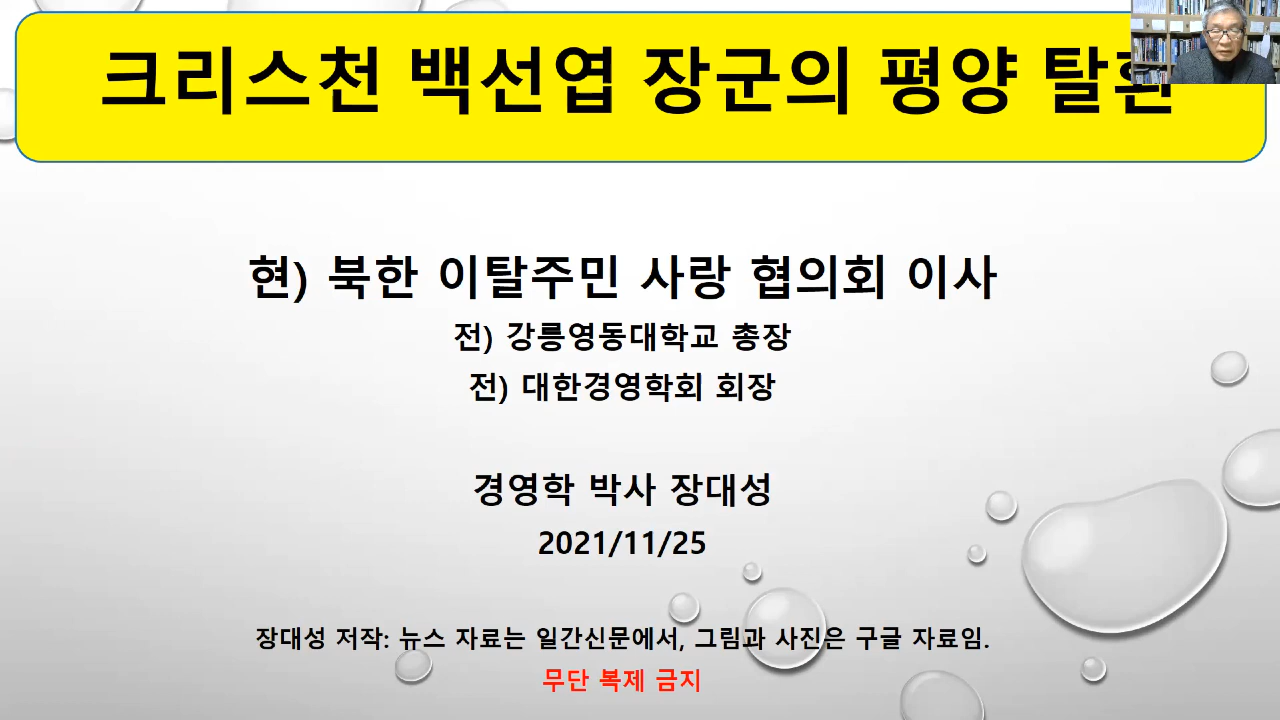 크리스천 백선엽 장군의 평양 탈환
현) 북한 이탈주민 사랑 협의회 이사
전) 강릉영동대학교 총장
전) 대한경영학회 회장
경영학 박사 장대성
2021/11/25
장대성 저작: 뉴스 자료는 일간신문에서, 그림과 사진은 구글 자료임.
무단 복제 금지